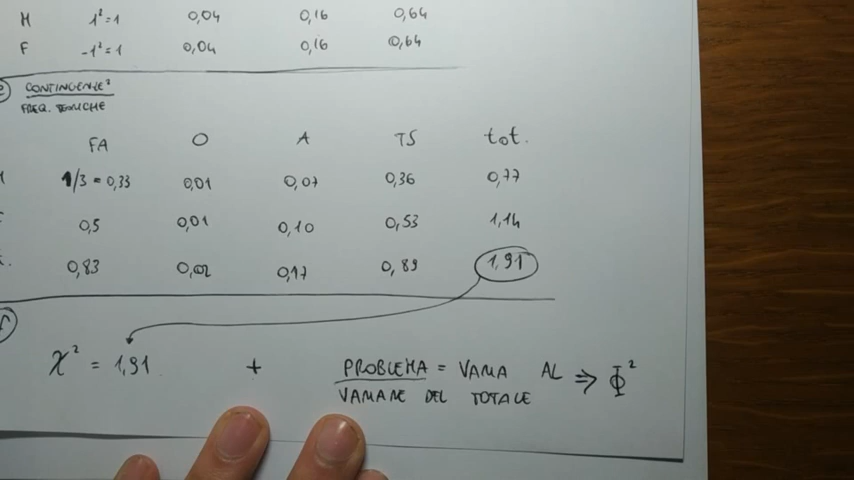 M 1²=1 0,04 0,16 0,64
F -1²=1 0,04 0,16 0,64
CONTINGENZE²
FREQ. TEORICHE
FA O A TS tot.
1/3 = 0,33 0,01 0,07 0,36 0,77
0,5 0,01 0,10 0,53 1,14
0,83 0,02 0,17 0,89 1,91
χ² = 1,91 + PROBLEMA = VARIA AL ⇒ Φ²
VARIARE DEL TOTALE